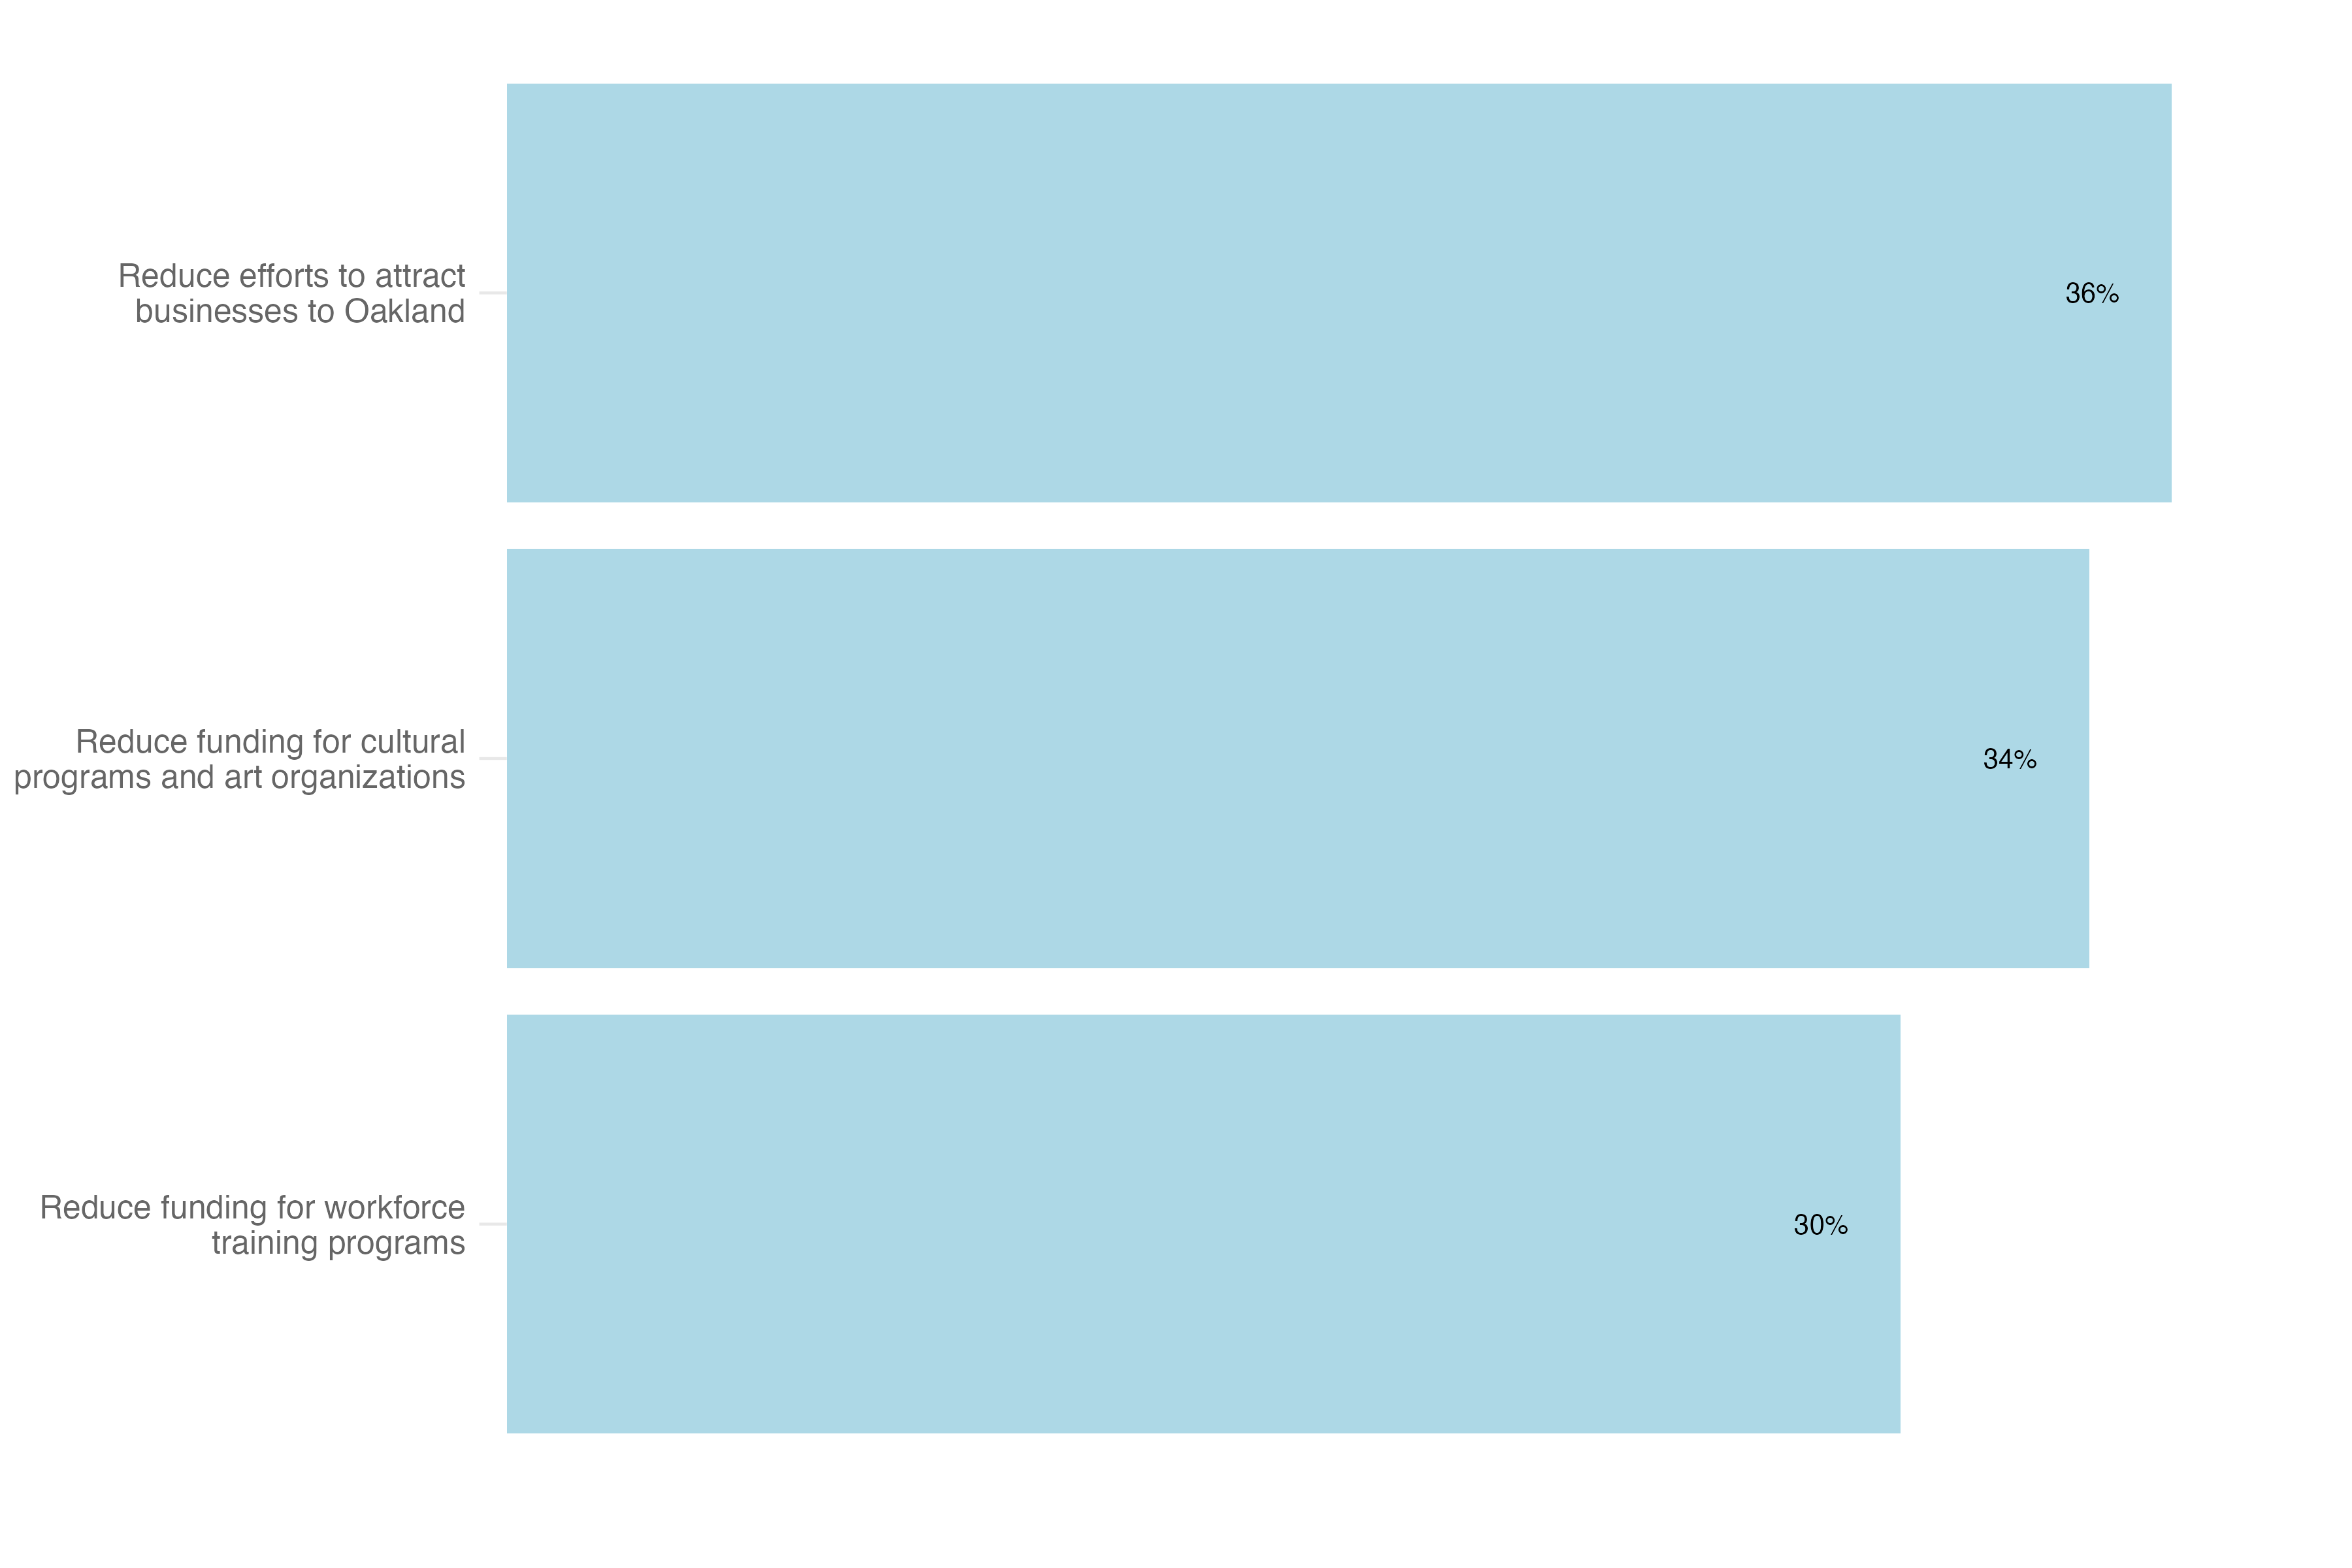 Reduce efforts to attract
businesses to Oakland
36%
Reduce funding for cultural
programs and art organizations
34%
Reduce funding for workforce
training programs
30%